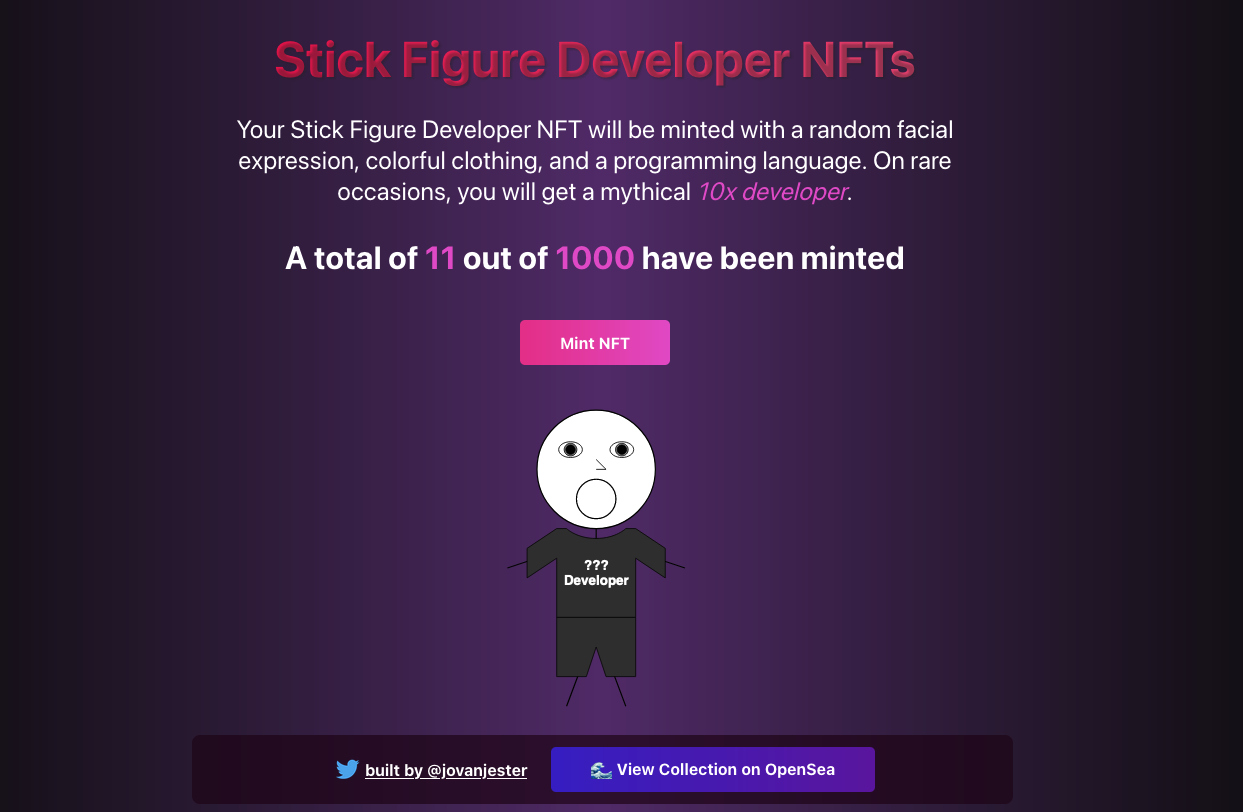 Stick Figure Developer NFTs
Your Stick Figure Developer NFT will be minted with a random facial
expression, colorful clothing, and a programming language. On rare
occasions, you will get a mythical 10x developer.
A total of 11 out of 1000 have been minted
Mint NFT
???
Developer
built by @jovanjester
🌊 View Collection on OpenSea